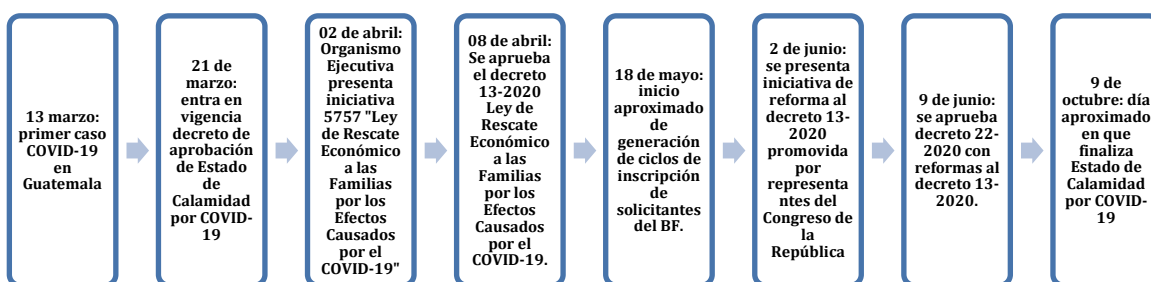 13 marzo:
primer caso
COVID-19
en
Guatemala
21 de
marzo:
entra en
vigencia
decreto de
aprobación
de Estado
de
Calamidad
por COVID-
19
02 de abril:
Organismo
Ejecutiva
presenta
iniciativa
5757 "Ley
de Rescate
Económico
a las
Familias
por los
Efectos
Causados
por el
COVID-19"
08 de abril:
Se aprueba
el decreto
13-2020
Ley de
Rescate
Económico
a las
Familias
por los
Efectos
Causados
por el
COVID-19.
18 de mayo:
inicio
aproximado
de
generación
de ciclos de
inscripción
de
solicitantes
del BF.
2 de junio:
se presenta
iniciativa de
reforma al
decreto 13-
2020
promovida
por
representa
ntes del
Congreso de
la
República
9 de junio:
se aprueba
decreto 22-
2020 con
reformas al
decreto 13-
2020.
9 de
octubre: día
aproximado
en que
finaliza
Estado de
Calamidad
por COVID-
19